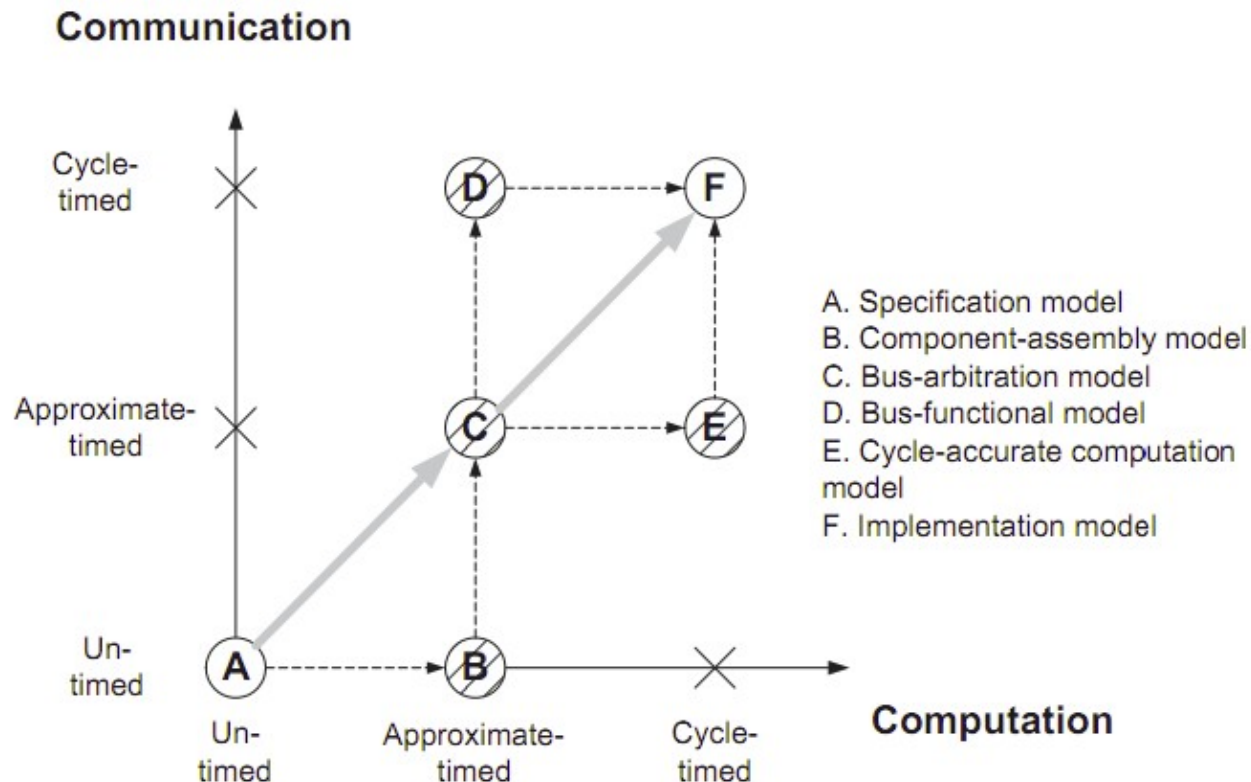 Communication
Cycle-
timed
D
F
A. Specification model
B. Component-assembly model
C. Bus-arbitration model
D. Bus-functional model
E. Cycle-accurate computation
model
F. Implementation model
Approximate-
timed
C
E
Un-
timed
A
B
Computation
Un-
timed
Approximate-
timed
Cycle-
timed